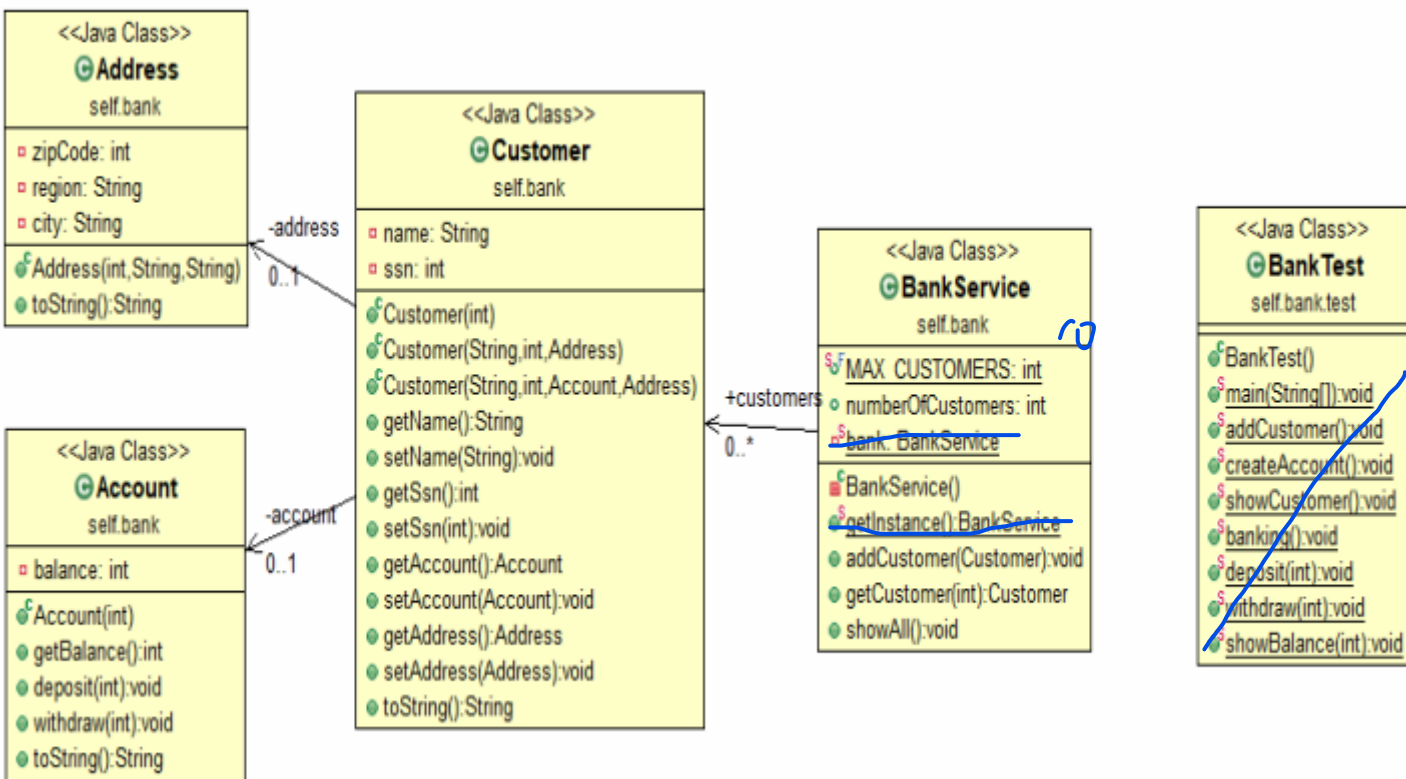 <<Java Class>>
Address
self.bank
zipCode: int
region: String
city: String
Address(int,String,String)
toString():String
<<Java Class>>
Account
self.bank
balance: int
Account(int)
getBalance():int
deposit(int):void
withdraw(int):void
toString():String
-address
0..1
-account
0..1
<<Java Class>>
Customer
self.bank
name: String
ssn: int
Customer(int)
Customer(String,int,Address)
Customer(String,int,Account,Address)
getName():String
setName(String):void
getSsn():int
setSsn(int):void
getAccount():Account
setAccount(Account):void
getAddress():Address
setAddress(Address):void
toString():String
+customers
0..*
<<Java Class>>
BankService
self.bank
MAX_CUSTOMERS: int
numberOfCustomers: int
bank: BankService
BankService()
getInstance():BankService
addCustomer(Customer):void
getCustomer(int):Customer
showAll():void
<<Java Class>>
BankTest
self.bank.test
BankTest()
main(String[]):void
addCustomer():void
createAccount():void
showCustomer():void
banking():void
deposit(int):void
withdraw(int):void
showBalance(int):void